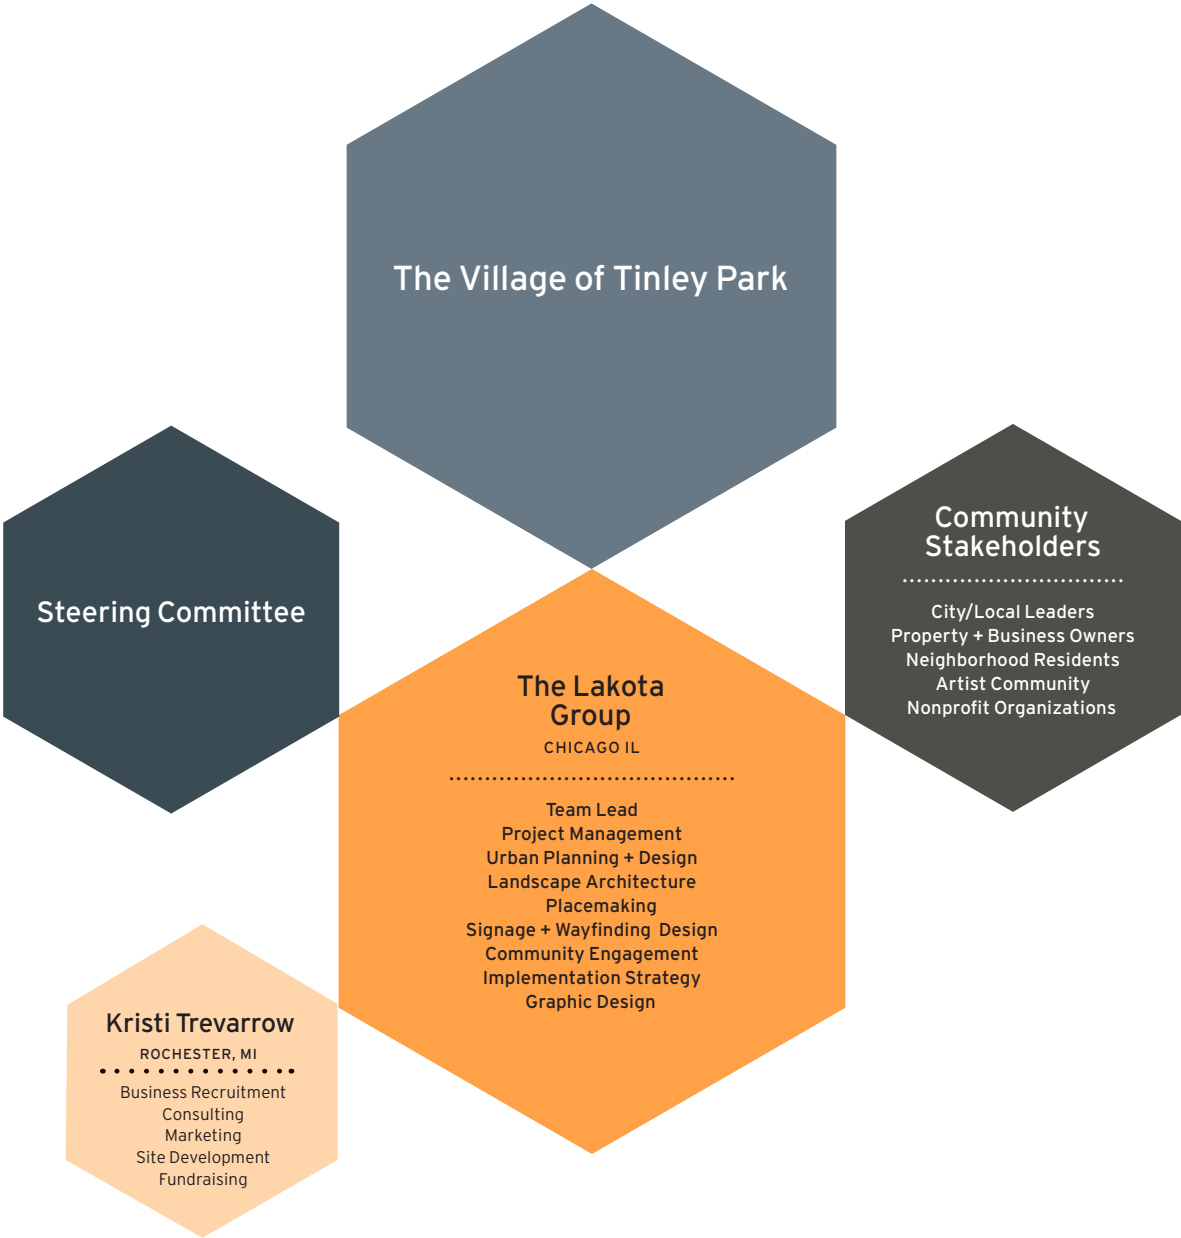 The Village of Tinley Park
Steering Committee
Community
Stakeholders
City/Local Leaders
Property + Business Owners
Neighborhood Residents
Artist Community
Nonprofit Organizations
The Lakota
Group
CHICAGO IL
Team Lead
Project Management
Urban Planning + Design
Landscape Architecture
Placemaking
Signage + Wayfinding Design
Community Engagement
Implementation Strategy
Graphic Design
Kristi Trevarrow
ROCHESTER, MI
Business Recruitment
Consulting
Marketing
Site Development
Fundraising